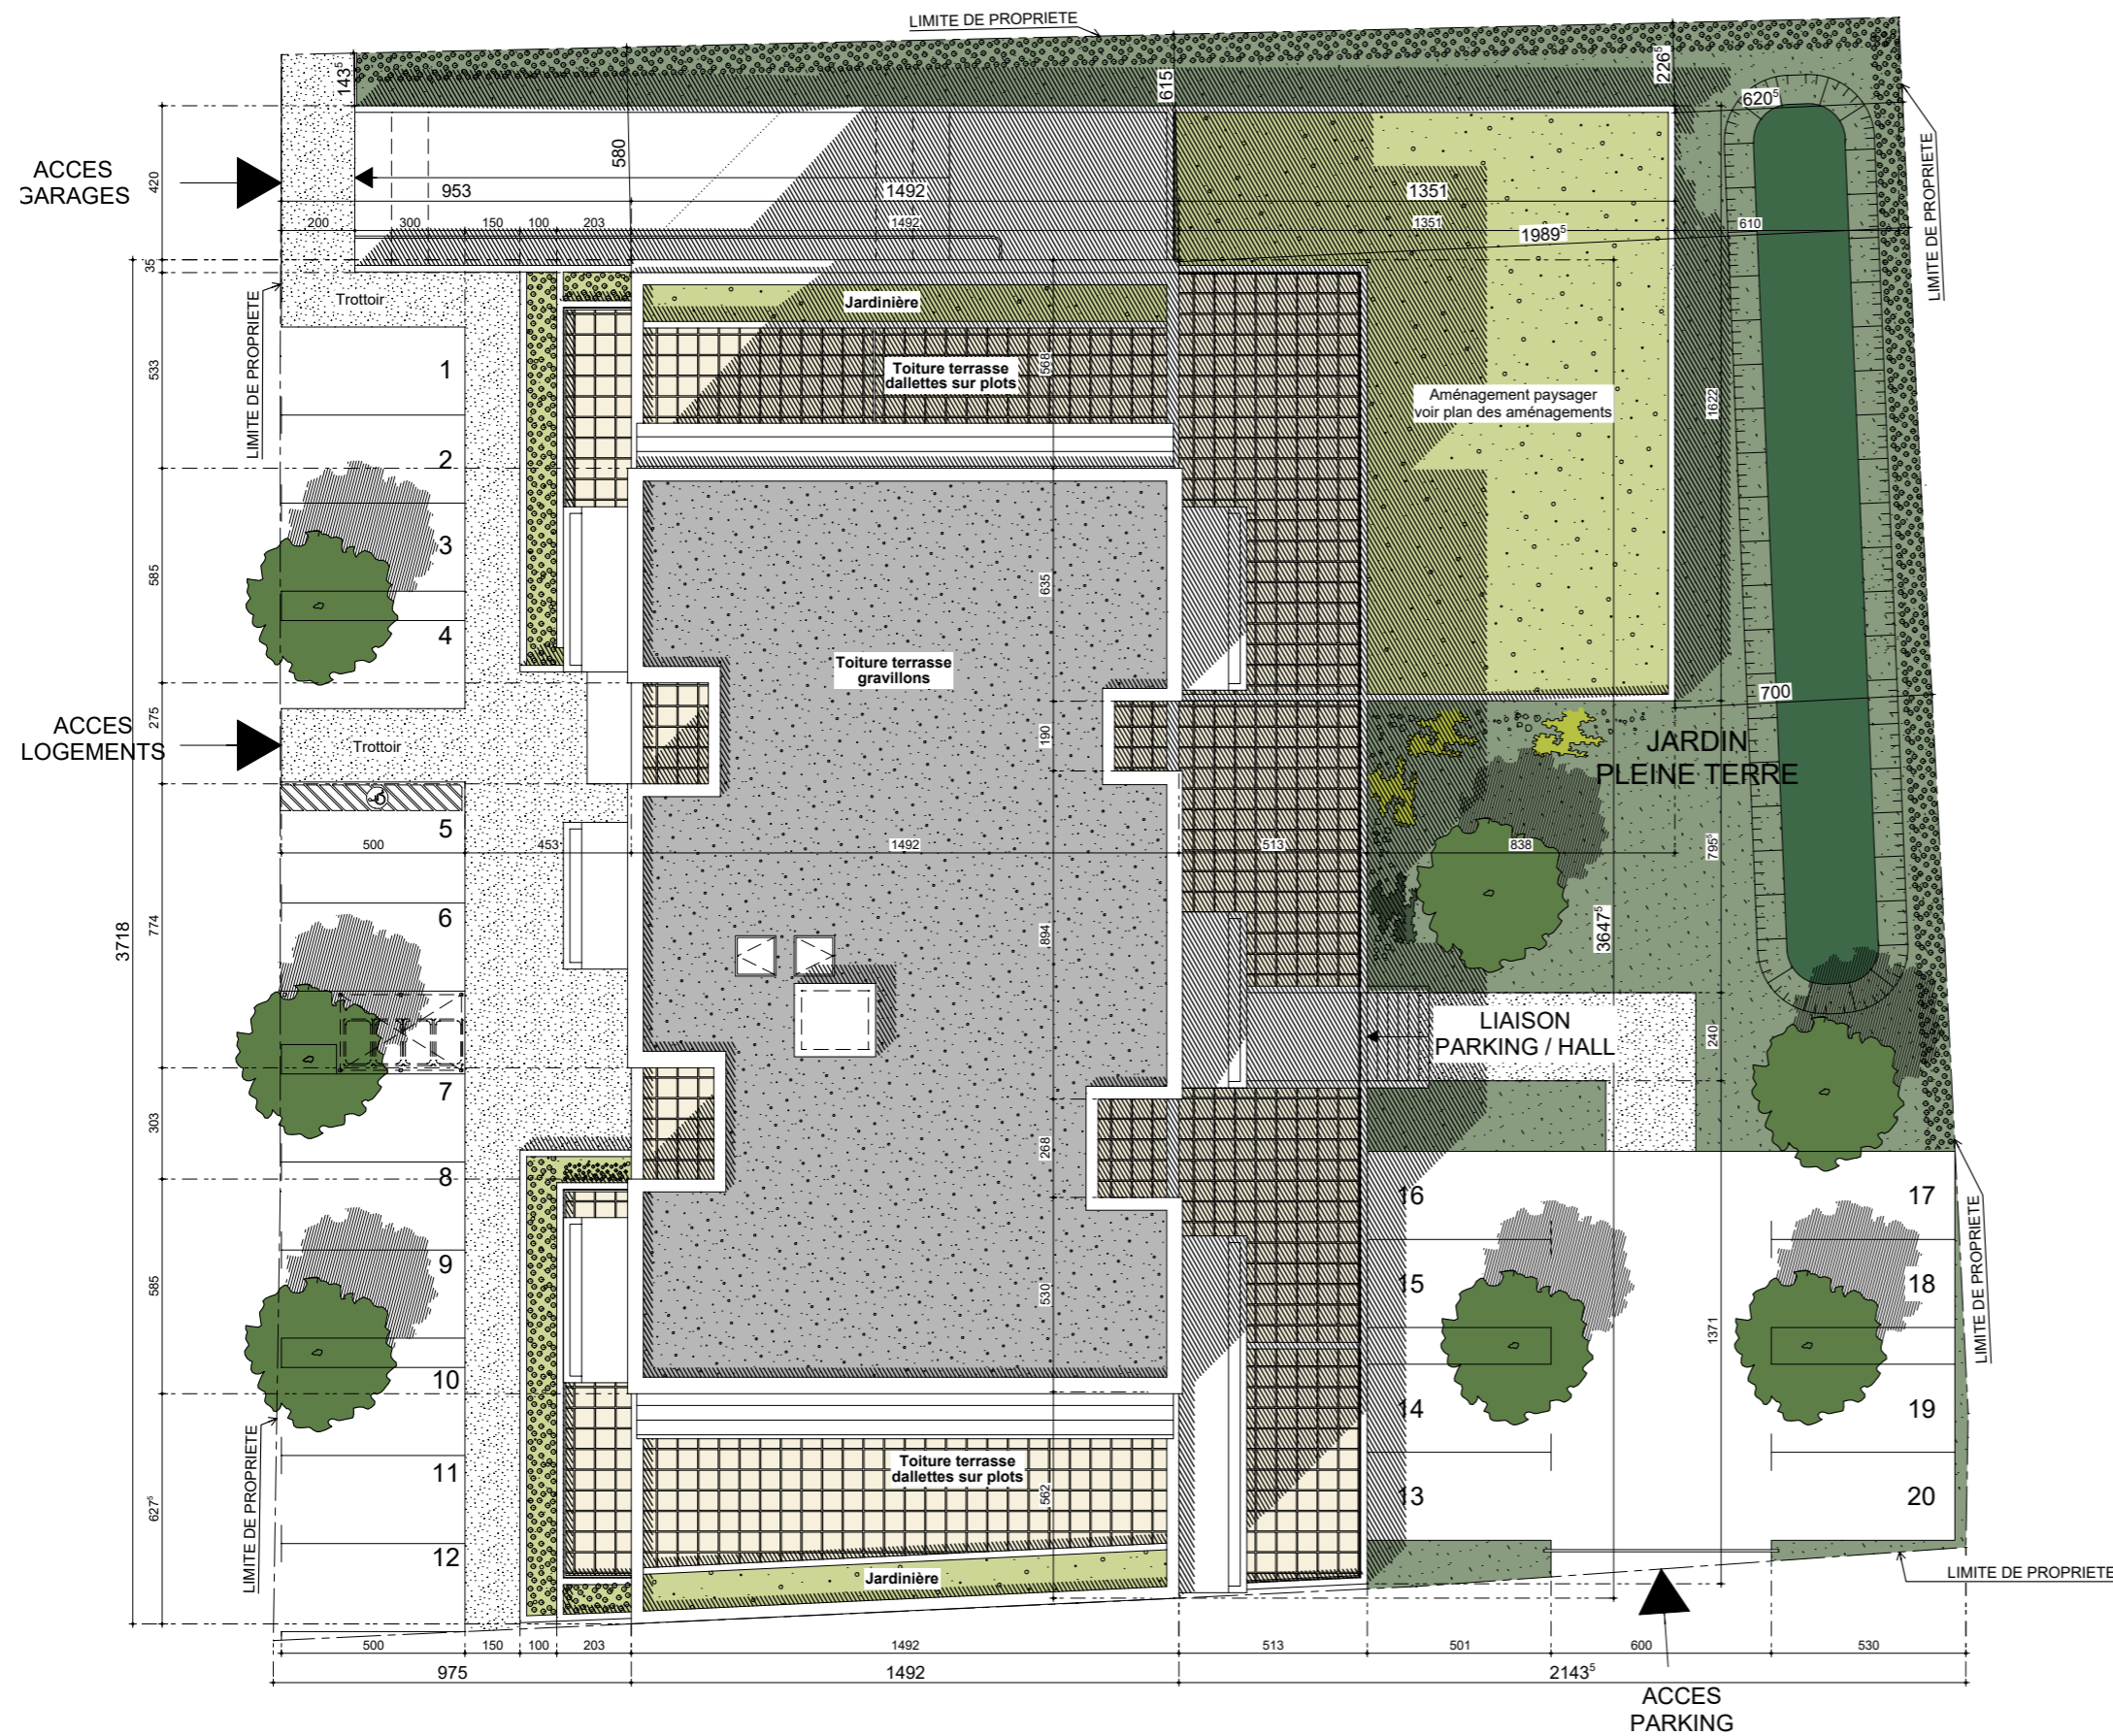 LIMITE DE PROPRIETE
143⁵
615
226⁵
620⁵
LIMITE DE PROPRIETE
ACCES
GARAGES
420
580
953
1492
1351
200
300
150
100
203
1492
1351
1989⁵
610
35
Trottoir
LIMITE DE PROPRIETE
Jardinière
533
1
568
Toiture terrasse
dallettes sur plots
Aménagement paysager
voir plan des aménagements
1622
2
3
585
635
4
Toiture terrasse
gravillons
700
275
ACCES
LOGEMENTS
Trottoir
190
JARDIN
PLEINE TERRE
5
500
453
1492
513
838
795⁵
6
774
3718
894
3647⁵
LIAISON
PARKING / HALL
240
7
303
268
8
16
17
LIMITE DE PROPRIETE
9
585
530
15
18
1371
10
14
19
LIMITE DE PROPRIETE
11
Toiture terrasse
dallettes sur plots
562
13
20
627⁵
12
Jardinière
LIMITE DE PROPRIETE
500
150
100
203
1492
513
501
600
530
975
1492
2143⁵
ACCES
PARKING